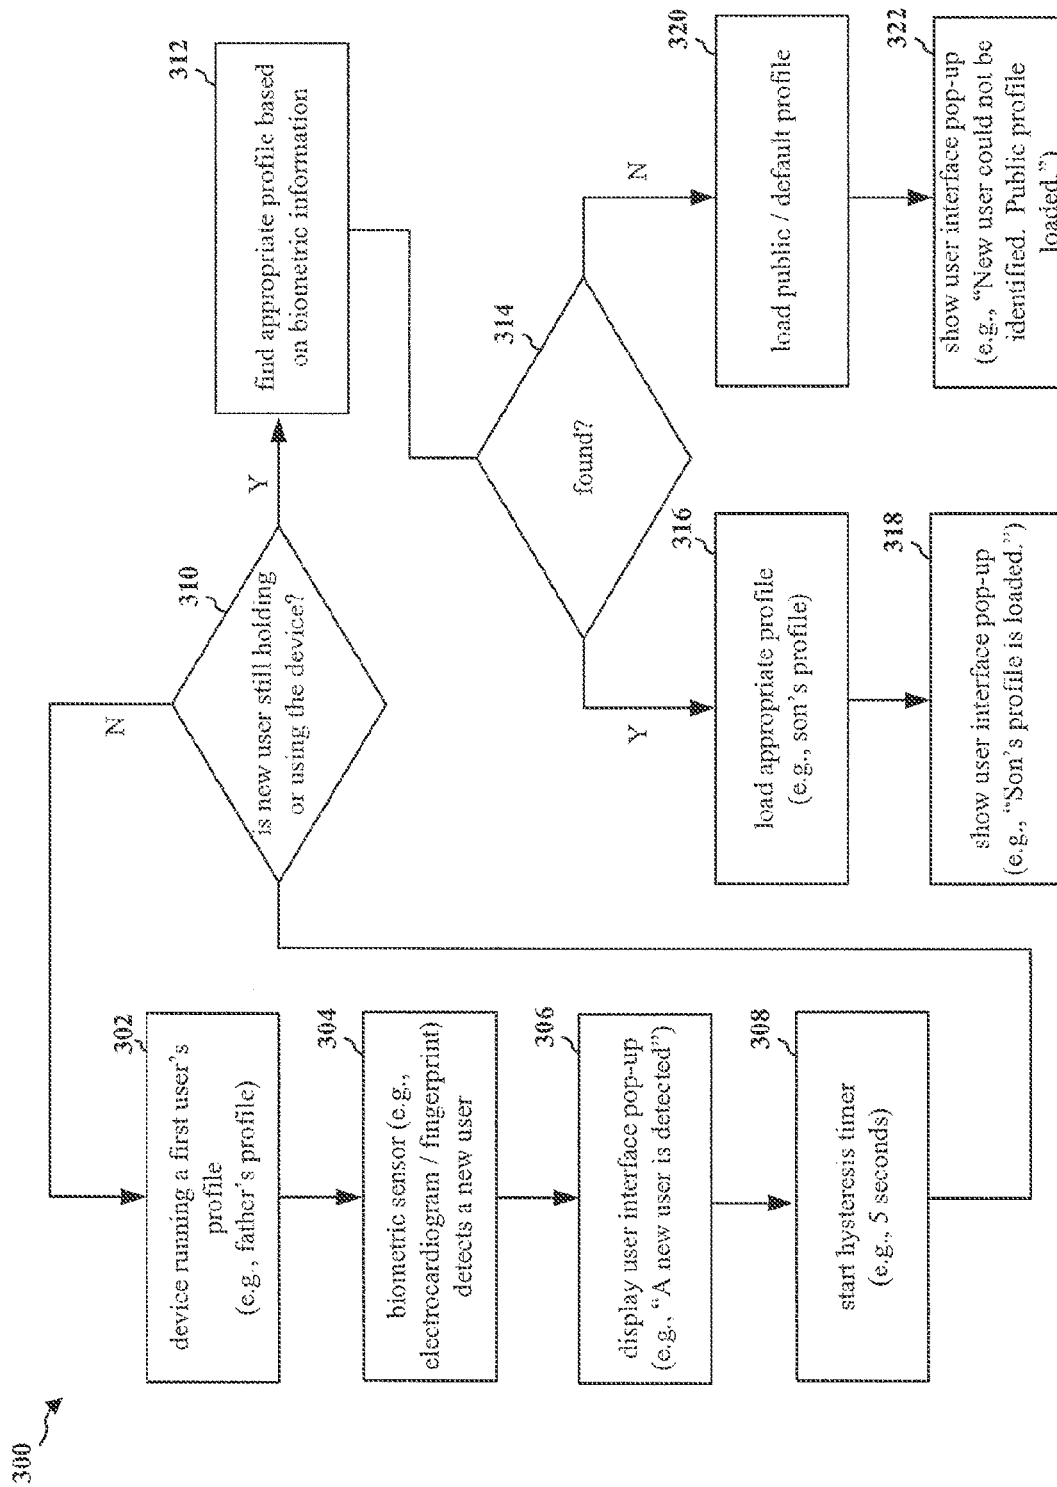 300
302
device running a first user's
profile
(e.g., father's profile)
304
biometric sensor (e.g.,
electrocardiogram / fingerprint)
detects a new user
306
display user interface pop-up
(e.g., “A new user is detected”)
308
start hysteresis timer
(e.g., 5 seconds)
310
is new user still holding
or using the device?
N
Y
312
find appropriate profile based
on biometric information
314
found?
Y
N
316
load appropriate profile
(e.g., son's profile)
318
show user interface pop-up
(e.g., “Son's profile is loaded.”)
320
load public / default profile
322
show user interface pop-up
(e.g., “New user could not be
identified. Public profile
loaded.”)